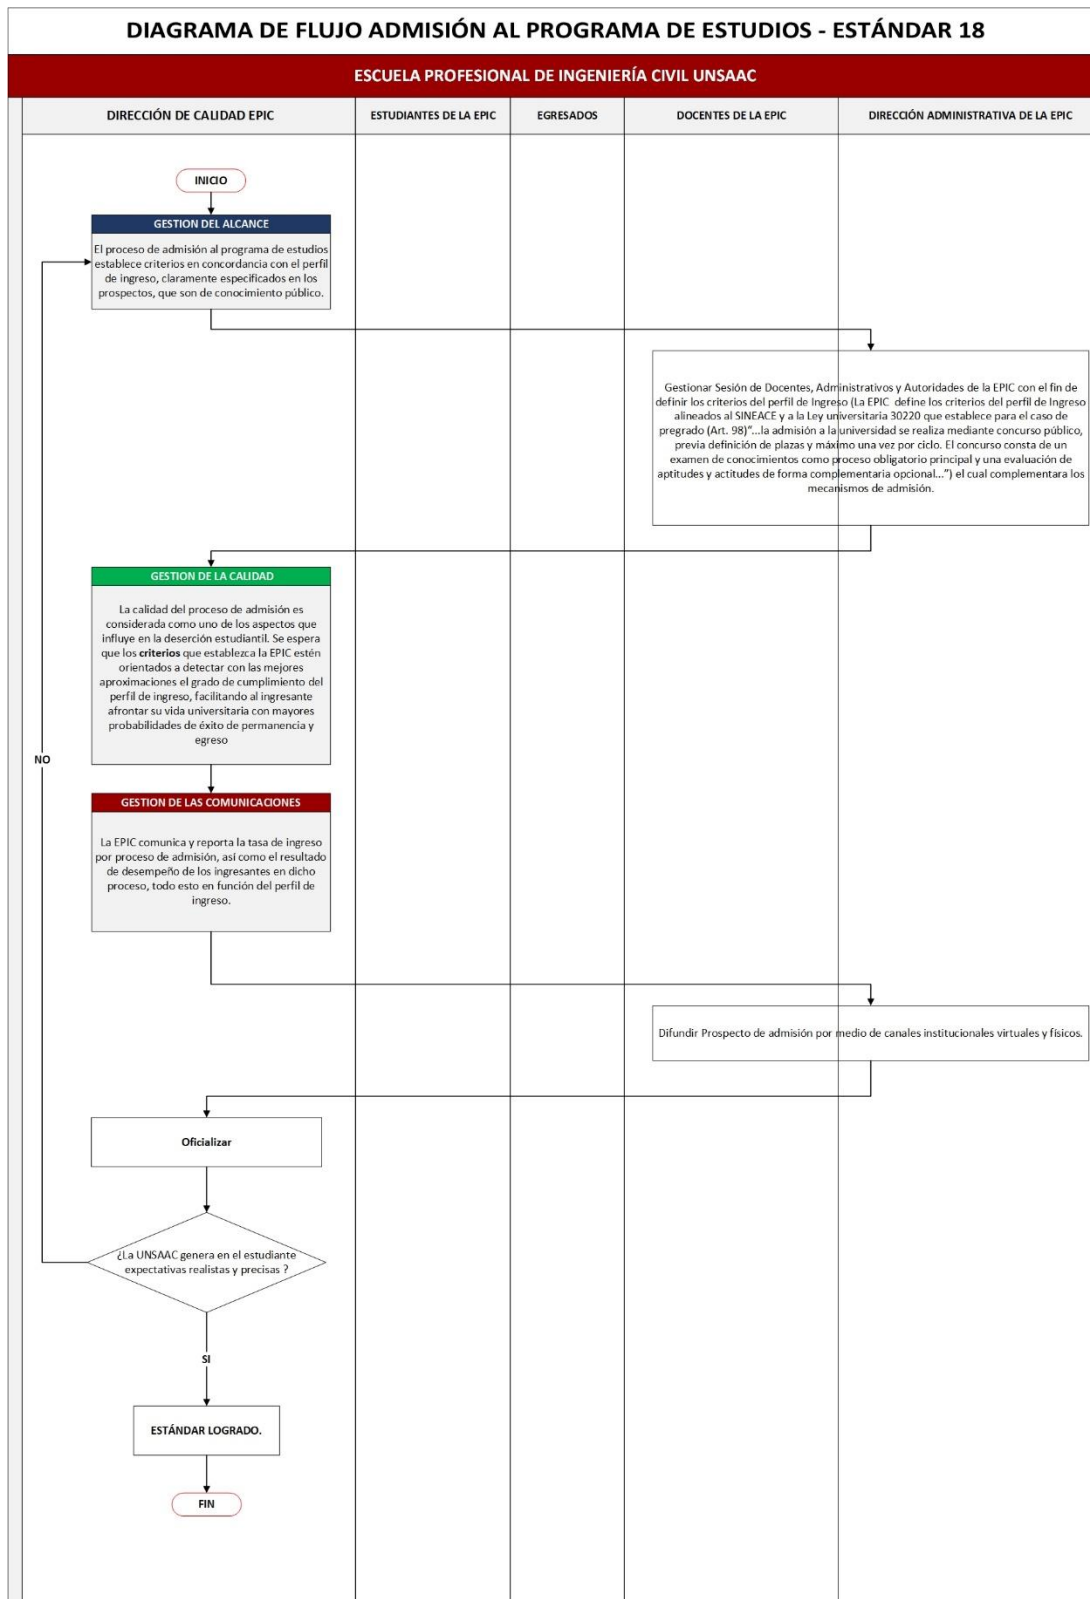 DIAGRAMA DE FLUJO ADMISIÓN AL PROGRAMA DE ESTUDIOS - ESTÁNDAR 18
ESCUELA PROFESIONAL DE INGENIERÍA CIVIL UNSAAC
DIRECCIÓN DE CALIDAD EPIC
ESTUDIANTES DE LA EPIC
EGRESADOS
DOCENTES DE LA EPIC
DIRECCIÓN ADMINISTRATIVA DE LA EPIC
INICIO
GESTION DEL ALCANCE
El proceso de admisión al programa de estudios
establece criterios en concordancia con el perfil
de ingreso, claramente especificados en los
prospectos, que son de conocimiento público.
Gestionar Sesión de Docentes, Administrativos y Autoridades de la EPIC con el fin de
definir los criterios del perfil de Ingreso (La EPIC define los criterios del perfil de Ingreso
alineados al SINEACE y a la Ley universitaria 30220 que establece para el caso de
pregrado (Art. 98)“...la admisión a la universidad se realiza mediante concurso público,
previa definición de plazas y máximo una vez por ciclo. El concurso consta de un
examen de conocimientos como proceso obligatorio principal y una evaluación de
aptitudes y actitudes de forma complementaria opcional...”) el cual complementara los
mecanismos de admisión.
GESTION DE LA CALIDAD
La calidad del proceso de admisión es
considerada como uno de los aspectos que
influye en la deserción estudiantil. Se espera
que los criterios que establezca la EPIC estén
orientados a detectar con las mejores
aproximaciones el grado de cumplimiento del
perfil de ingreso, facilitando al ingresante
afrontar su vida universitaria con mayores
probabilidades de éxito de permanencia y
egreso
NO
GESTION DE LAS COMUNICACIONES
La EPIC comunica y reporta la tasa de ingreso
por proceso de admisión, así como el resultado
de desempeño de los ingresantes en dicho
proceso, todo esto en función del perfil de
ingreso.
Difundir Prospecto de admisión por medio de canales institucionales virtuales y físicos.
Oficializar
¿La UNSAAC genera en el estudiante
expectativas realistas y precisas ?
SI
ESTÁNDAR LOGRADO.
FIN